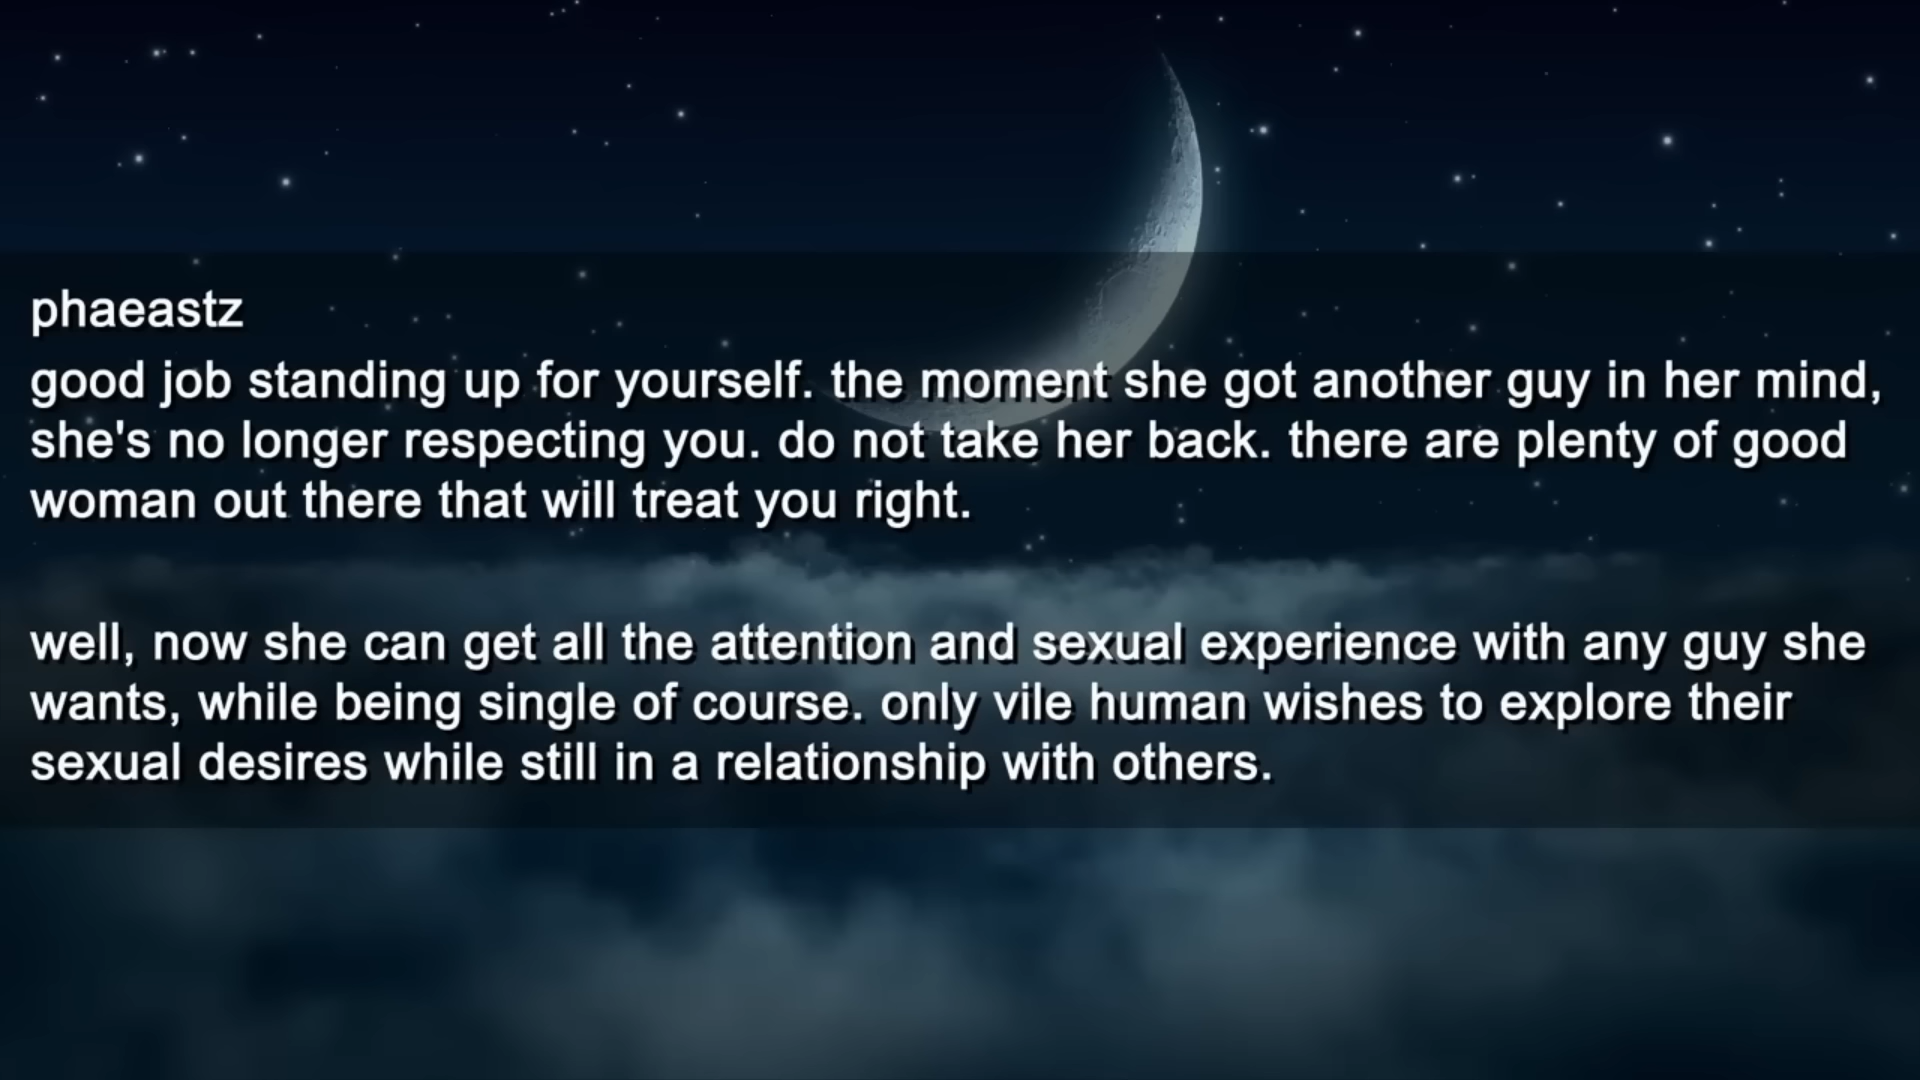 phaeastz
good job standing up for yourself. the moment she got another guy in her mind,
she's no longer respecting you. do not take her back. there are plenty of good
woman out there that will treat you right.
well, now she can get all the attention and sexual experience with any guy she
wants, while being single of course. only vile human wishes to explore their
sexual desires while still in a relationship with others.